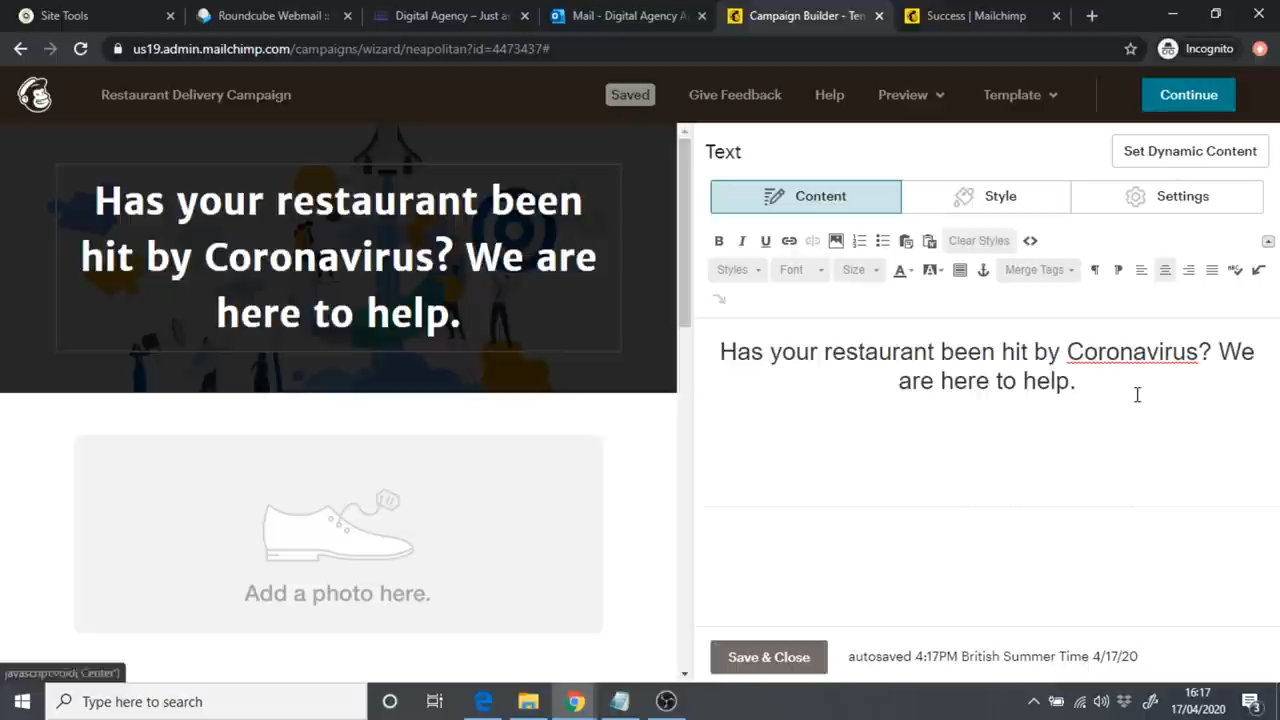 Site Tools
Roundcube Webmail ::
Digital Agency – Just a
Mail - Digital Agency A
Campaign Builder - Ten
Success | Mailchimp
us19.admin.mailchimp.com/campaigns/wizard/neapolitan?id=4473437#
Incognito
Restaurant Delivery Campaign
Saved
Give Feedback
Help
Preview
Template
Continue
Has your restaurant been
hit by Coronavirus? We are
here to help.
Add a photo here.
Text
Set Dynamic Content
Content
Style
Settings
B I U
Clear Styles
Styles
Font
Size
A
A
Merge Tags
Has your restaurant been hit by Coronavirus? We
are here to help.
Save & Close
autosaved 4:17PM British Summer Time 4/17/20
Type here to search
16:17
17/04/2020
3